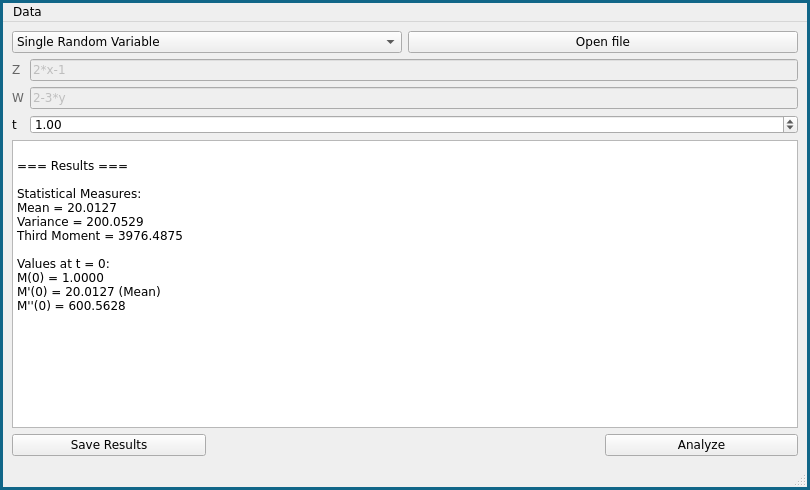 Data
Single Random Variable
Open file
Z
2*x-1
W
2-3*y
t
1.00
=== Results ===
Statistical Measures:
Mean = 20.0127
Variance = 200.0529
Third Moment = 3976.4875
Values at t = 0:
M(0) = 1.0000
M'(0) = 20.0127 (Mean)
M''(0) = 600.5628
Save Results
Analyze